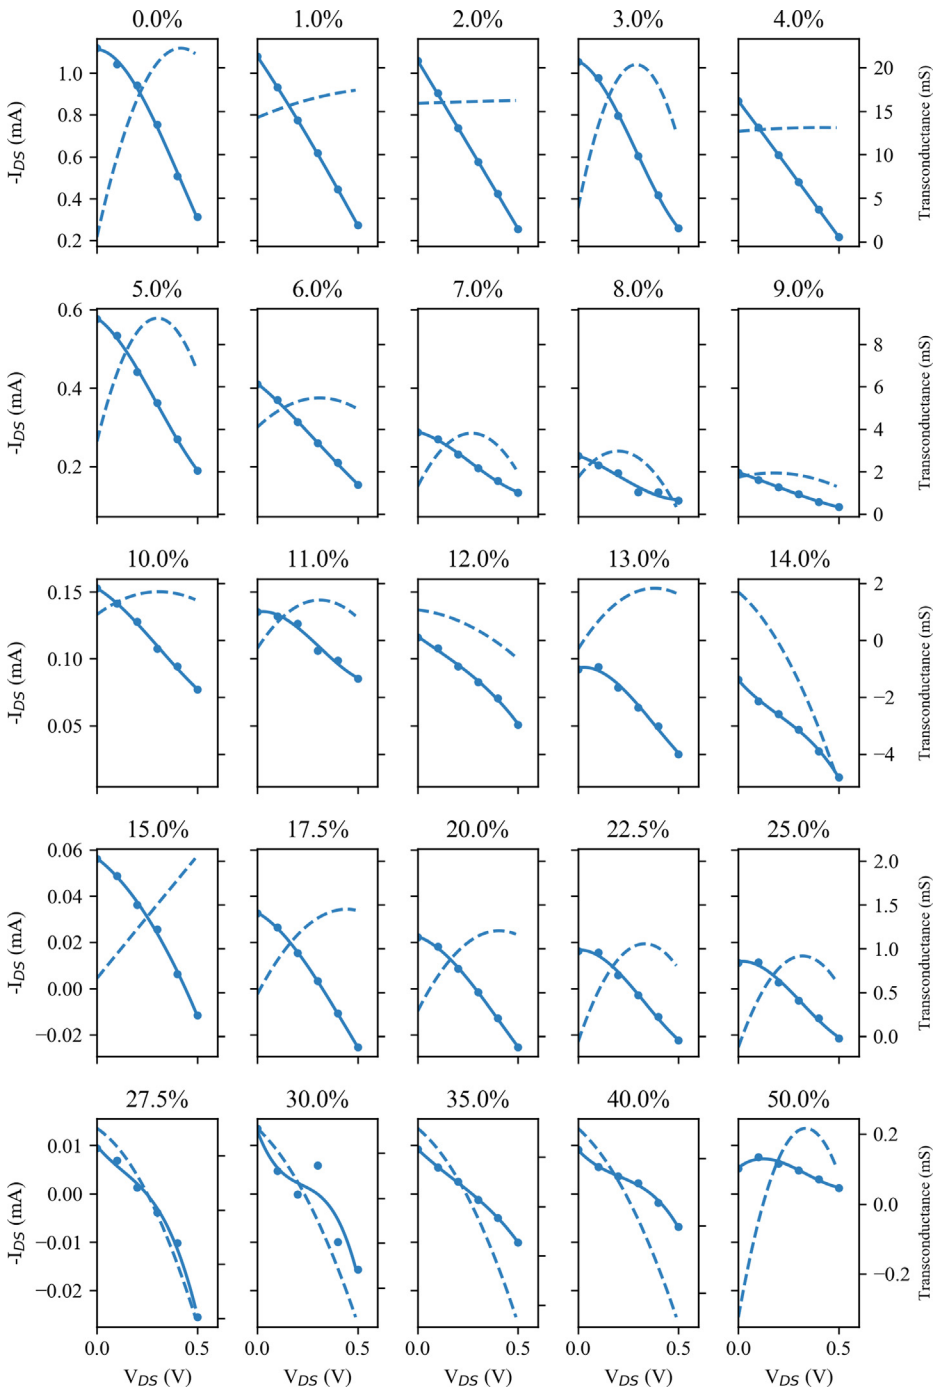 0.0% 1.0% 2.0% 3.0% 4.0%
1.0
0.8
0.6
0.4
0.2
-I_DS (mA)
20
15
10
5
0
Transconductance (mS)
5.0% 6.0% 7.0% 8.0% 9.0%
0.6
0.4
0.2
-I_DS (mA)
8
6
4
2
0
Transconductance (mS)
10.0% 11.0% 12.0% 13.0% 14.0%
0.15
0.10
0.05
-I_DS (mA)
2
0
−2
−4
Transconductance (mS)
15.0% 17.5% 20.0% 22.5% 25.0%
0.06
0.04
0.02
0.00
−0.02
-I_DS (mA)
2.0
1.5
1.0
0.5
0.0
Transconductance (mS)
27.5% 30.0% 35.0% 40.0% 50.0%
0.01
0.00
−0.01
−0.02
-I_DS (mA)
0.2
0.0
−0.2
Transconductance (mS)
0.0 0.5 0.0 0.5 0.0 0.5 0.0 0.5 0.0 0.5
V_DS (V) V_DS (V) V_DS (V) V_DS (V) V_DS (V)